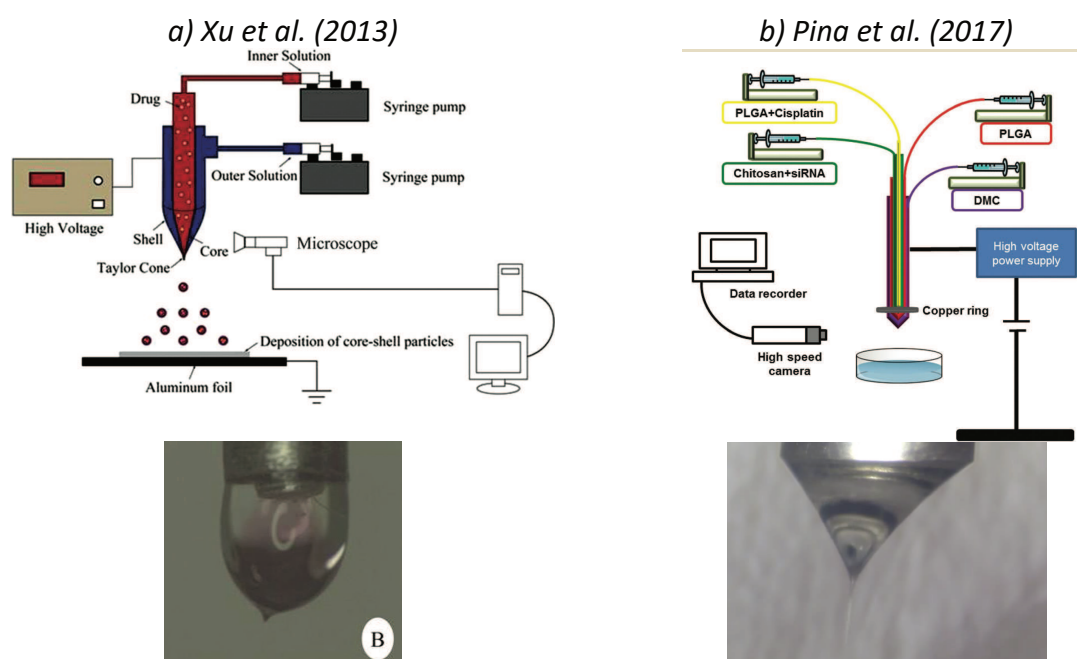 a) Xu et al. (2013)
Inner Solution
Drug
Syringe pump
Outer Solution
Syringe pump
High Voltage
Shell
Core
Microscope
Taylor Cone
Deposition of core-shell particles
Aluminum foil
B
b) Pina et al. (2017)
PLGA+Cisplatin
PLGA
Chitosan+siRNA
DMC
High voltage
power supply
Data recorder
Copper ring
High speed
camera